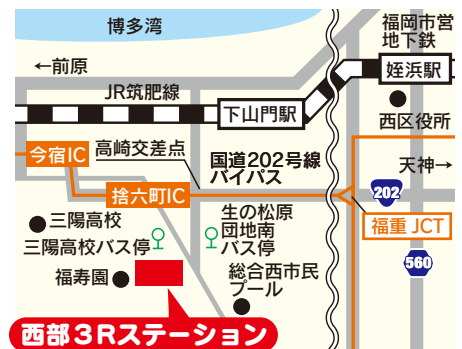 博多湾
福岡市営
地下鉄
←前原
JR筑肥線
姪浜駅
下山門駅
西区役所
今宿IC
高崎交差点
国道202号線
バイパス
天神→
捨六町IC
202
三陽高校
生の松原
団地南
バス停
福重 JCT
三陽高校バス停
560
福寿園
総合西市民
プール
西部3Rステーション